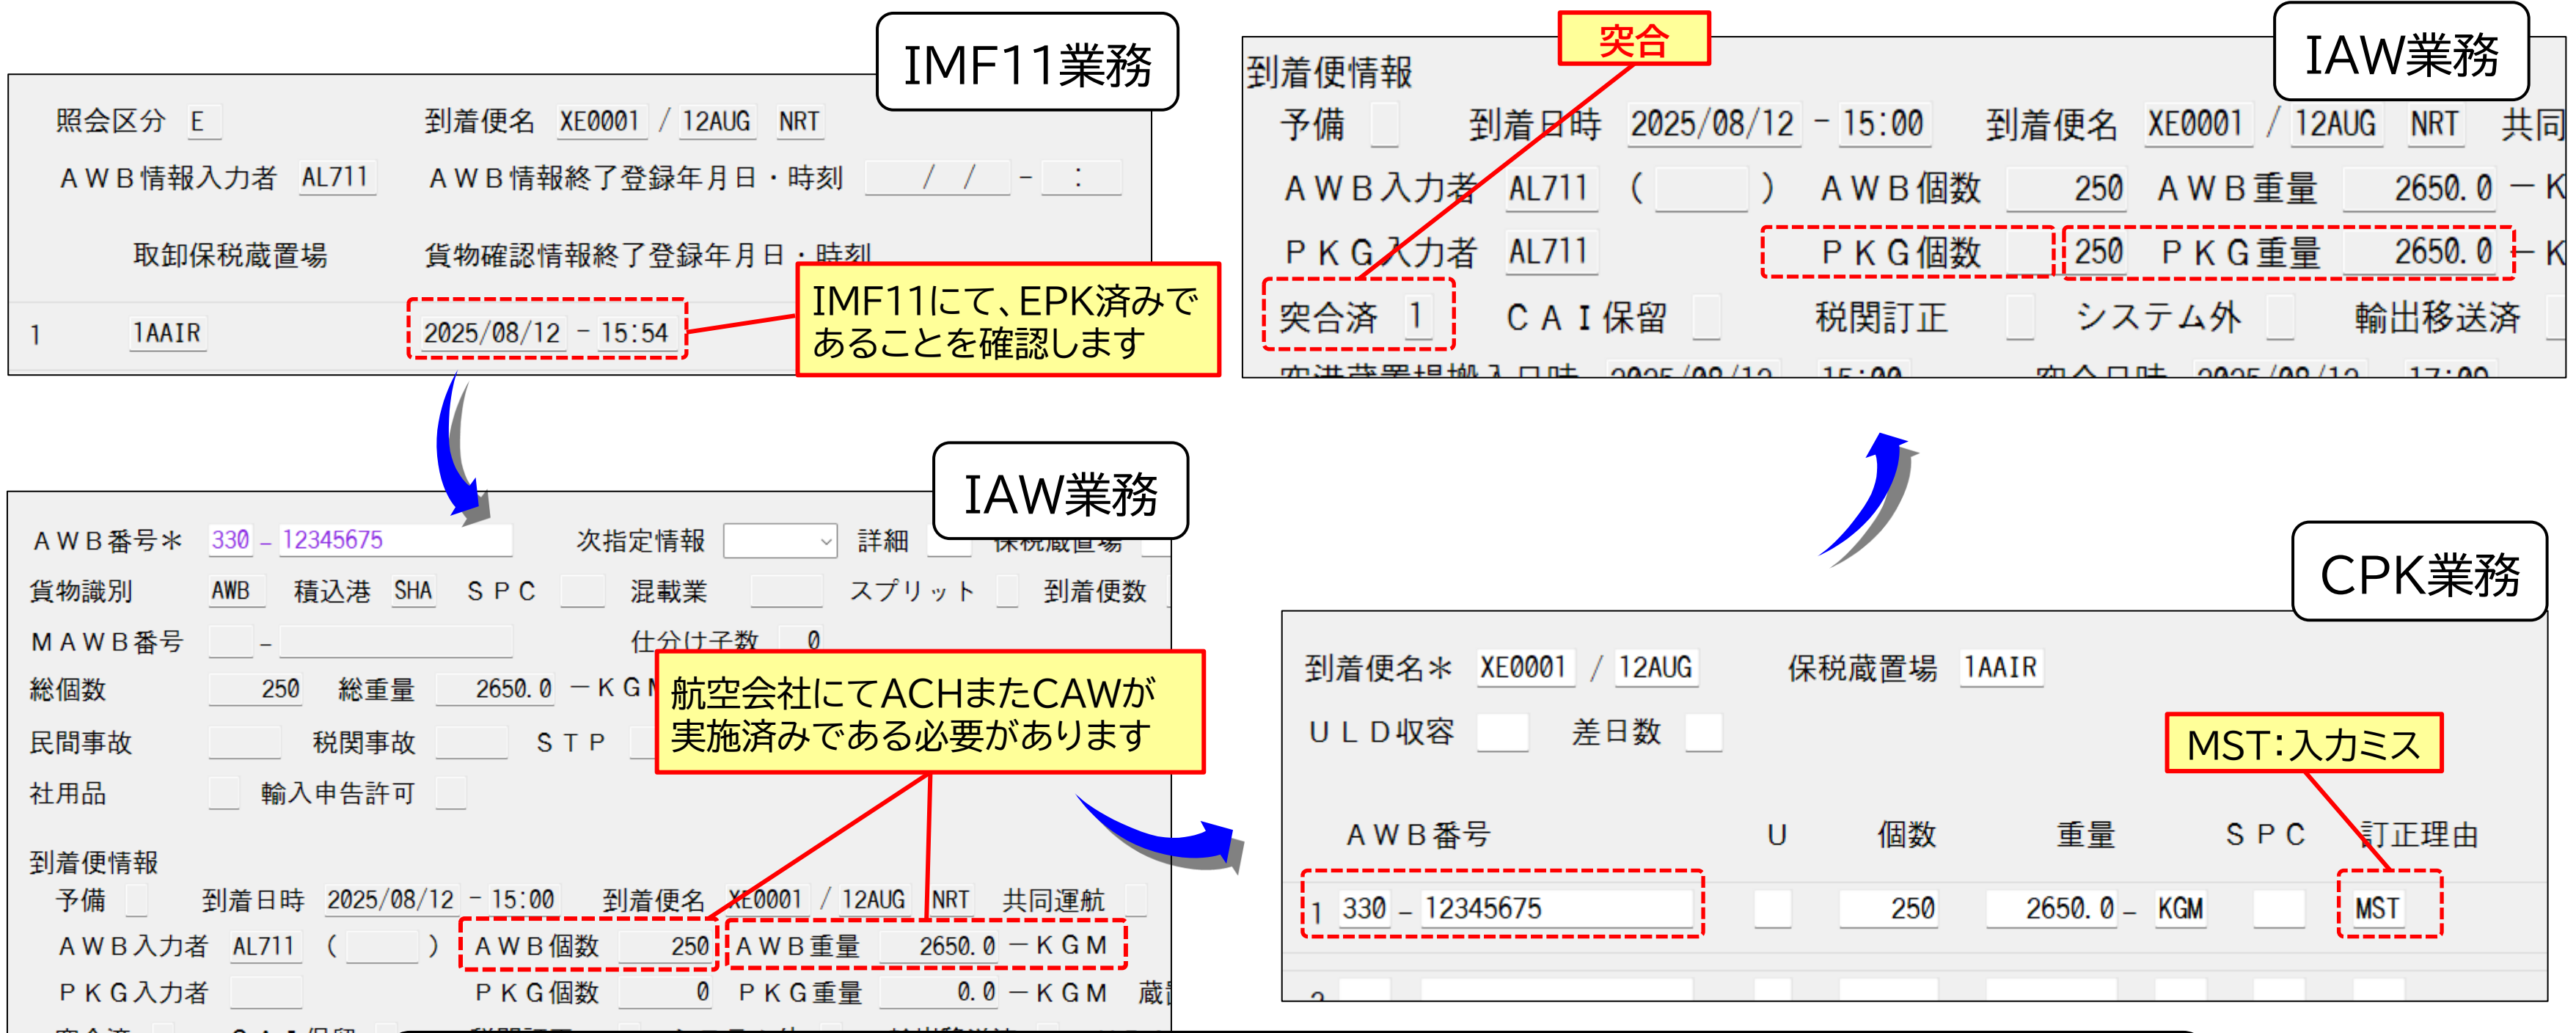 IMF11業務
照会区分 E 到着便名 XE0001 / 12AUG NRT
AWB情報入力者 AL711 AWB情報終了登録年月日・時刻 / / - :
取卸保税蔵置場 貨物確認情報終了登録年月日・時刻
1 1AAIR 2025/08/12 - 15:54
IMF11にて、EPK済みで
あることを確認します
IAW業務
AWB番号* 330 - 12345675 次指定情報 詳細 保税蔵置場
貨物識別 AWB 積込港 SHA SPC 混載業 スプリット 到着便数
MAWB番号 - 仕分け子数 0
総個数 250 総重量 2650.0 -KGM
民間事故 税関事故 STP
社用品 輸入申告許可
航空会社にてACHまたCAWが
実施済みである必要があります
到着便情報
予備 到着日時 2025/08/12 - 15:00 到着便名 XE0001 / 12AUG NRT 共同運航
AWB入力者 AL711 ( ) AWB個数 250 AWB重量 2650.0 -KGM
PKG入力者 PKG個数 0 PKG重量 0.0 -KGM 蔵
CPK業務
到着便名* XE0001 / 12AUG 保税蔵置場 1AAIR
ULD収容 差日数
MST:入力ミス
AWB番号 U 個数 重量 SPC 訂正理由
1 330 - 12345675 250 2650.0 - KGM MST
IAW業務
突合
到着便情報
予備 到着日時 2025/08/12 - 15:00 到着便名 XE0001 / 12AUG NRT 共同
AWB入力者 AL711 ( ) AWB個数 250 AWB重量 2650.0 -K
PKG入力者 AL711 PKG個数 250 PKG重量 2650.0 -K
突合済 1 CAI保留 税関訂正 システム外 輸出移送済